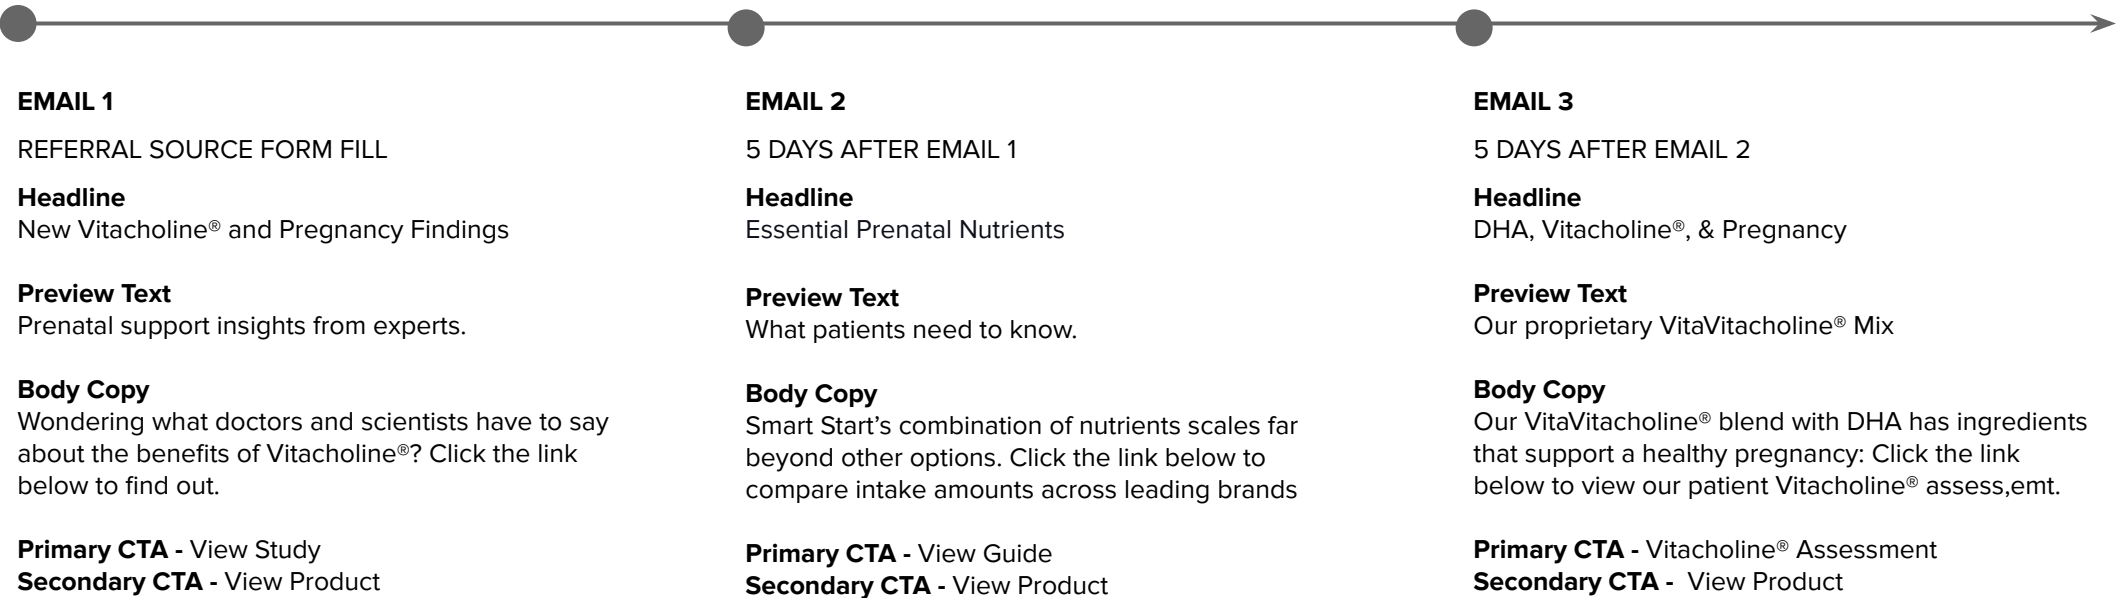 EMAIL 1
REFERRAL SOURCE FORM FILL
Headline
New Vitacholine® and Pregnancy Findings
Preview Text
Prenatal support insights from experts.
Body Copy
Wondering what doctors and scientists have to say
about the benefits of Vitacholine®? Click the link
below to find out.
Primary CTA - View Study
Secondary CTA - View Product
EMAIL 2
5 DAYS AFTER EMAIL 1
Headline
Essential Prenatal Nutrients
Preview Text
What patients need to know.
Body Copy
Smart Start’s combination of nutrients scales far
beyond other options. Click the link below to
compare intake amounts across leading brands
Primary CTA - View Guide
Secondary CTA - View Product
EMAIL 3
5 DAYS AFTER EMAIL 2
Headline
DHA, Vitacholine®, & Pregnancy
Preview Text
Our proprietary VitaVitacholine® Mix
Body Copy
Our VitaVitacholine® blend with DHA has ingredients
that support a healthy pregnancy: Click the link
below to view our patient Vitacholine® assess,emt.
Primary CTA - Vitacholine® Assessment
Secondary CTA - View Product